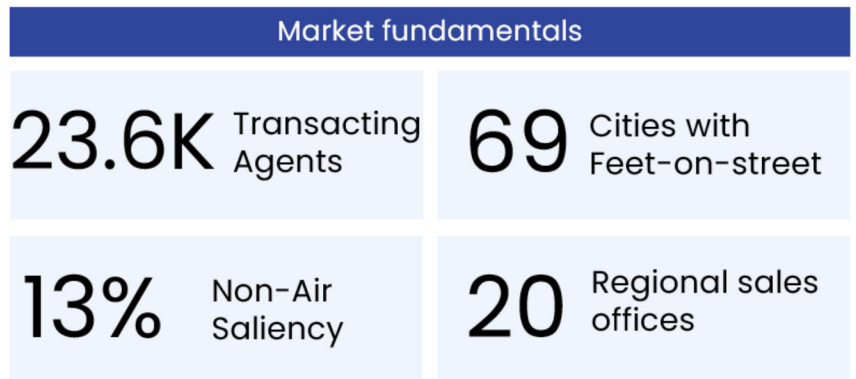 Market fundamentals
23.6K Transacting
Agents
69 Cities with
Feet-on-street
13% Non-Air
Saliency
20 Regional sales
offices